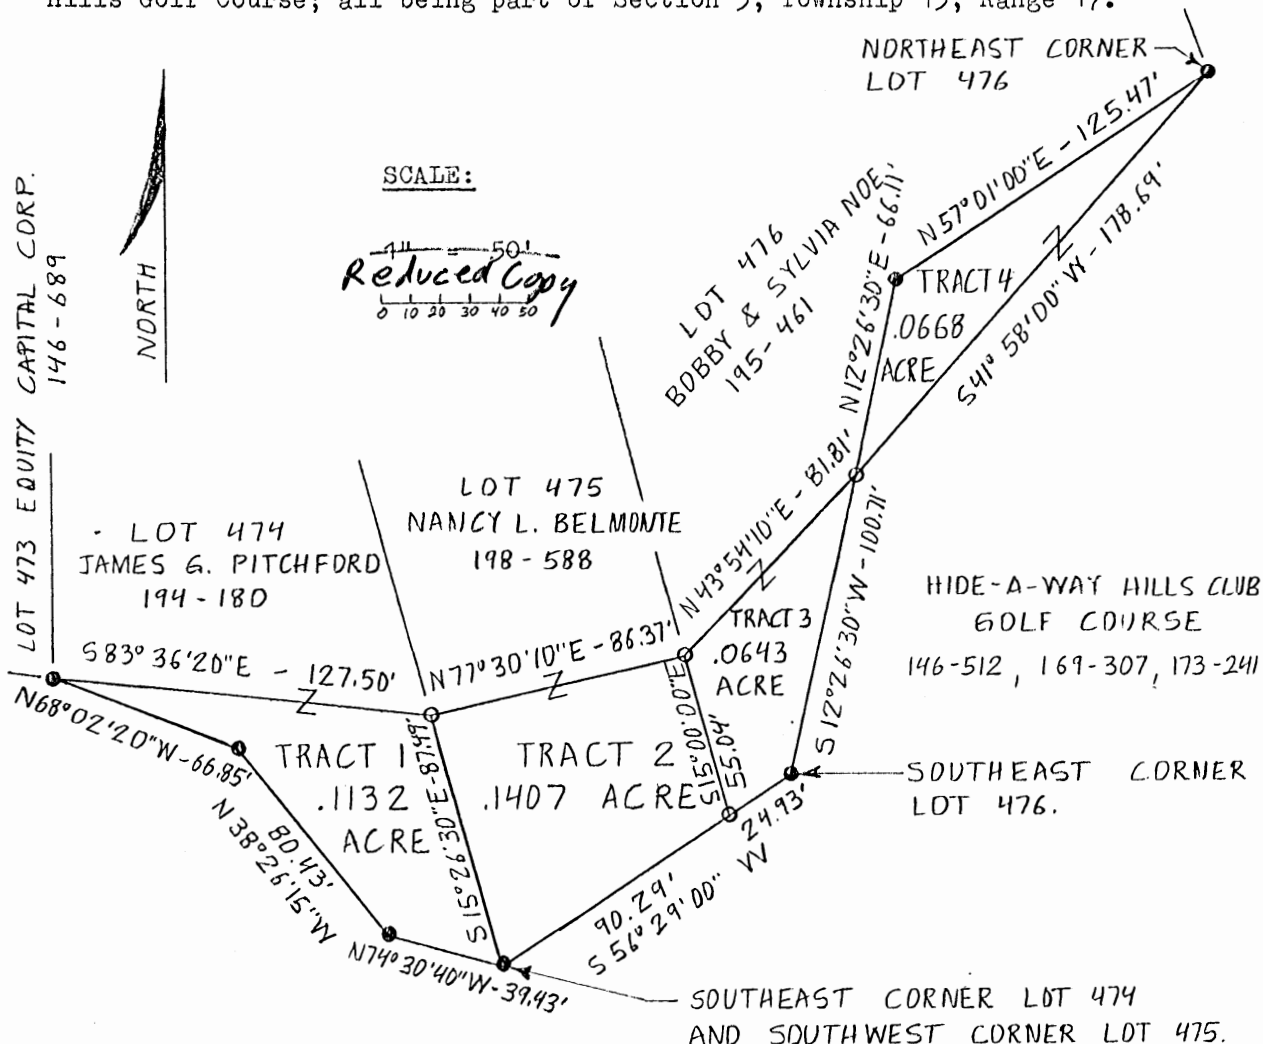 Hills Golf Course; all being part of Section
NORTHEAST CORNER
LOT 476
SCALE:
1" = 50'
Reduced Copy
0 10 20 30 40 50
NORTH
LOT 473 EQUITY CAPITAL CORP.
146-689
LOT 476
BOBBY & SYLVIA NOE
195-461
N57°01'00"E - 125.47'
N12°26'30"E - 66.11'
TRACT 4
.0668
ACRE
S41°58'00"W - 178.69'
LOT 474
JAMES G. PITCHFORD
194-180
LOT 475
NANCY L. BELMONTE
198-588
N43°54'10"E - 81.81'
S12°26'30"W - 100.71'
HIDE-A-WAY HILLS CLUB
GOLF COURSE
146-512, 169-307, 173-241
S83°36'20"E - 127.50'
N77°30'10"E - 86.37'
TRACT 3
.0643
ACRE
N68°02'20"W - 66.85'
TRACT 1
.1132
ACRE
S15°26'30"E - 87.49'
TRACT 2
.1407 ACRE
S15°00'00"E
55.04'
SOUTHEAST CORNER
LOT 476.
80.43'
N38°26'15"W
24.93'
90.29'
S56°29'00" W
N74°30'40"W - 39.43'
SOUTHEAST CORNER LOT 474
AND SOUTHWEST CORNER LOT 475.